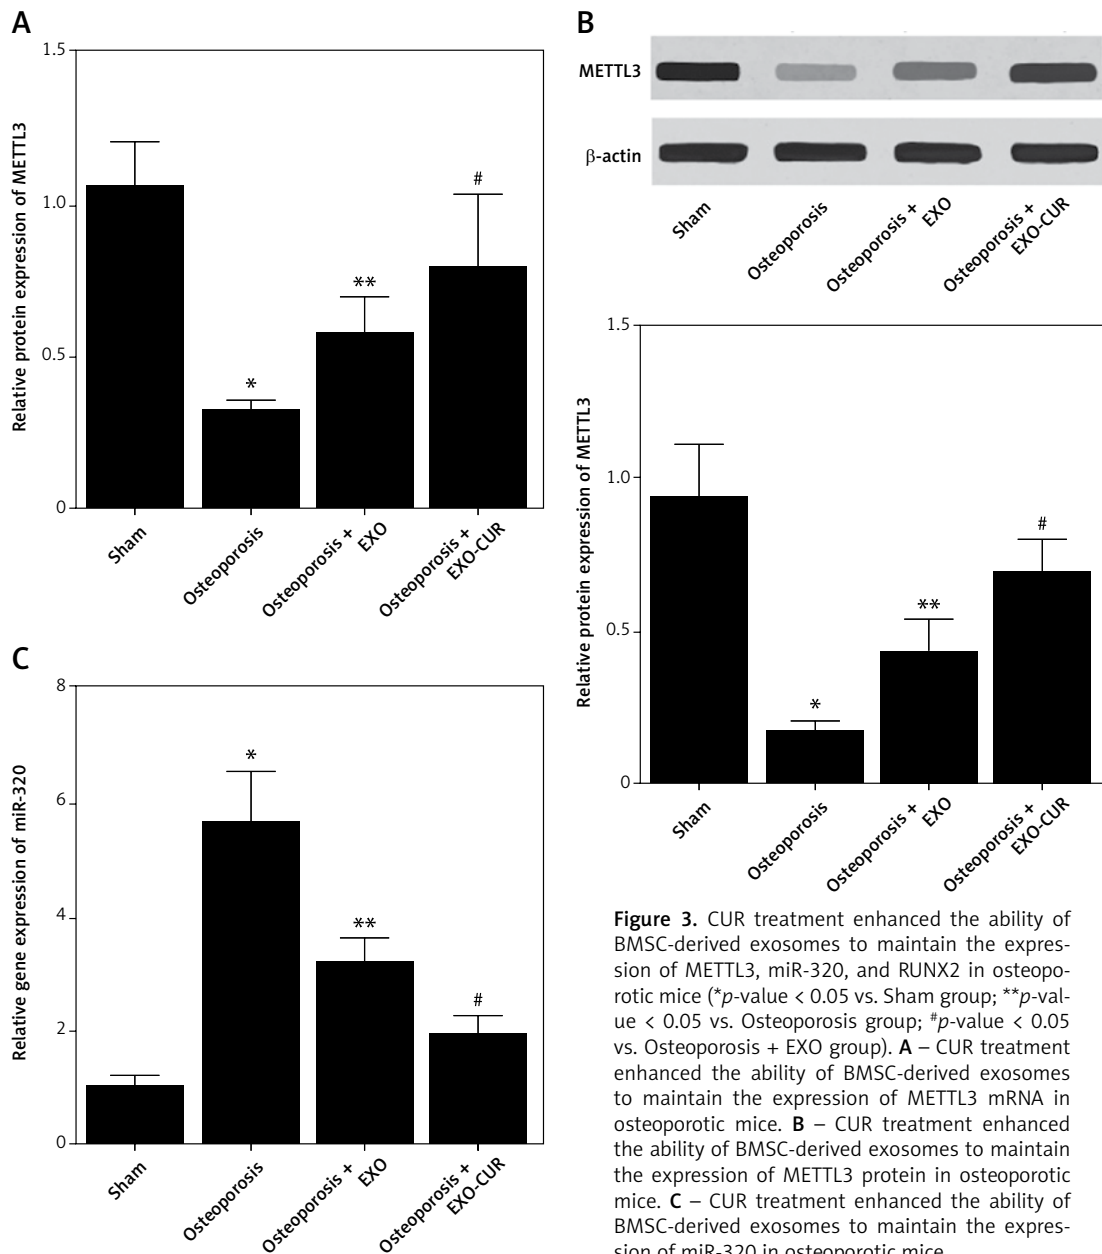 A
1.5
1.0
0.5
0
Relative protein expression of METTL3
#
**
*
Sham
Osteoporosis
Osteoporosis +
EXO
Osteoporosis +
EXO-CUR
B
METTL3
β-actin
Sham
Osteoporosis
Osteoporosis +
EXO
Osteoporosis +
EXO-CUR
1.5
1.0
0.5
0
Relative protein expression of METTL3
#
**
*
Sham
Osteoporosis
Osteoporosis +
EXO
Osteoporosis +
EXO-CUR
C
8
6
4
2
0
Relative gene expression of miR-320
*
**
#
Sham
Osteoporosis
Osteoporosis +
EXO
Osteoporosis +
EXO-CUR
Figure 3. CUR treatment enhanced the ability of
BMSC-derived exosomes to maintain the expres-
sion of METTL3, miR-320, and RUNX2 in osteopo-
rotic mice (*p-value < 0.05 vs. Sham group; **p-val-
ue < 0.05 vs. Osteoporosis group; #p-value < 0.05
vs. Osteoporosis + EXO group). A – CUR treatment
enhanced the ability of BMSC-derived exosomes
to maintain the expression of METTL3 mRNA in
osteoporotic mice. B – CUR treatment enhanced
the ability of BMSC-derived exosomes to maintain
the expression of METTL3 protein in osteoporotic
mice. C – CUR treatment enhanced the ability of
BMSC-derived exosomes to maintain the expres-
sion of miR-320 in osteoporotic mice